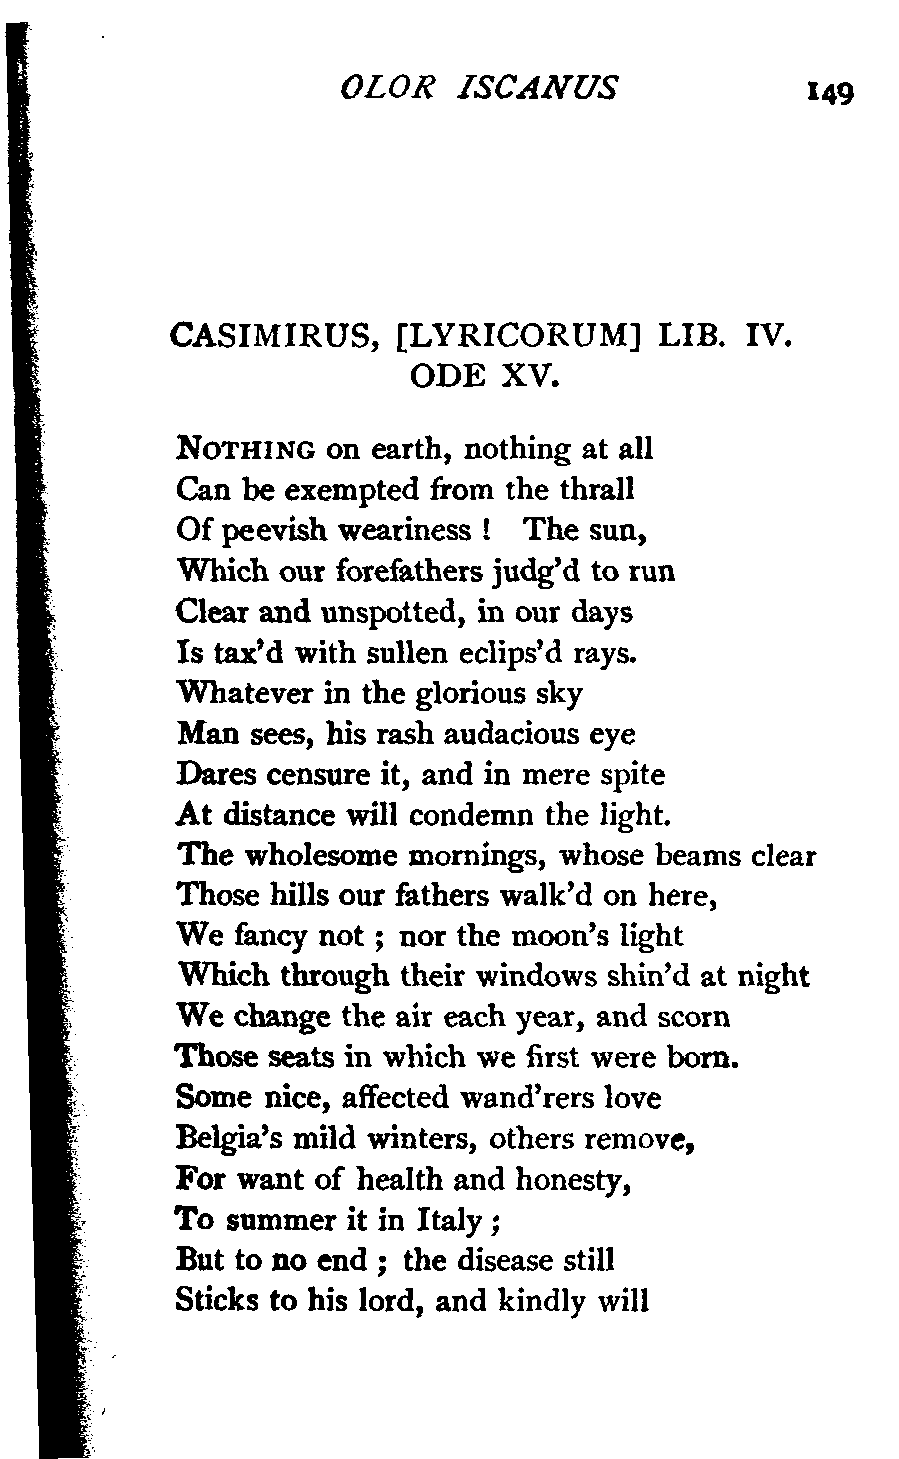 OLOR ISCANUS 149
CASIMIRUS, [LYRICORUM] LIB. IV.
ODE XV.
NOTHING on earth, nothing at all
Can be exempted from the thrall
Of peevish weariness ! The sun,
Which our forefathers judg'd to run
Clear and unspotted, in our days
Is tax'd with sullen eclips'd rays.
Whatever in the glorious sky
Man sees, his rash audacious eye
Dares censure it, and in mere spite
At distance will condemn the light.
The wholesome mornings, whose beams clear
Those hills our fathers walk'd on here,
We fancy not ; nor the moon's light
Which through their windows shin'd at night
We change the air each year, and scorn
Those seats in which we first were born.
Some nice, affected wand'rers love
Belgia's mild winters, others remove,
For want of health and honesty,
To summer it in Italy ;
But to no end ; the disease still
Sticks to his lord, and kindly will